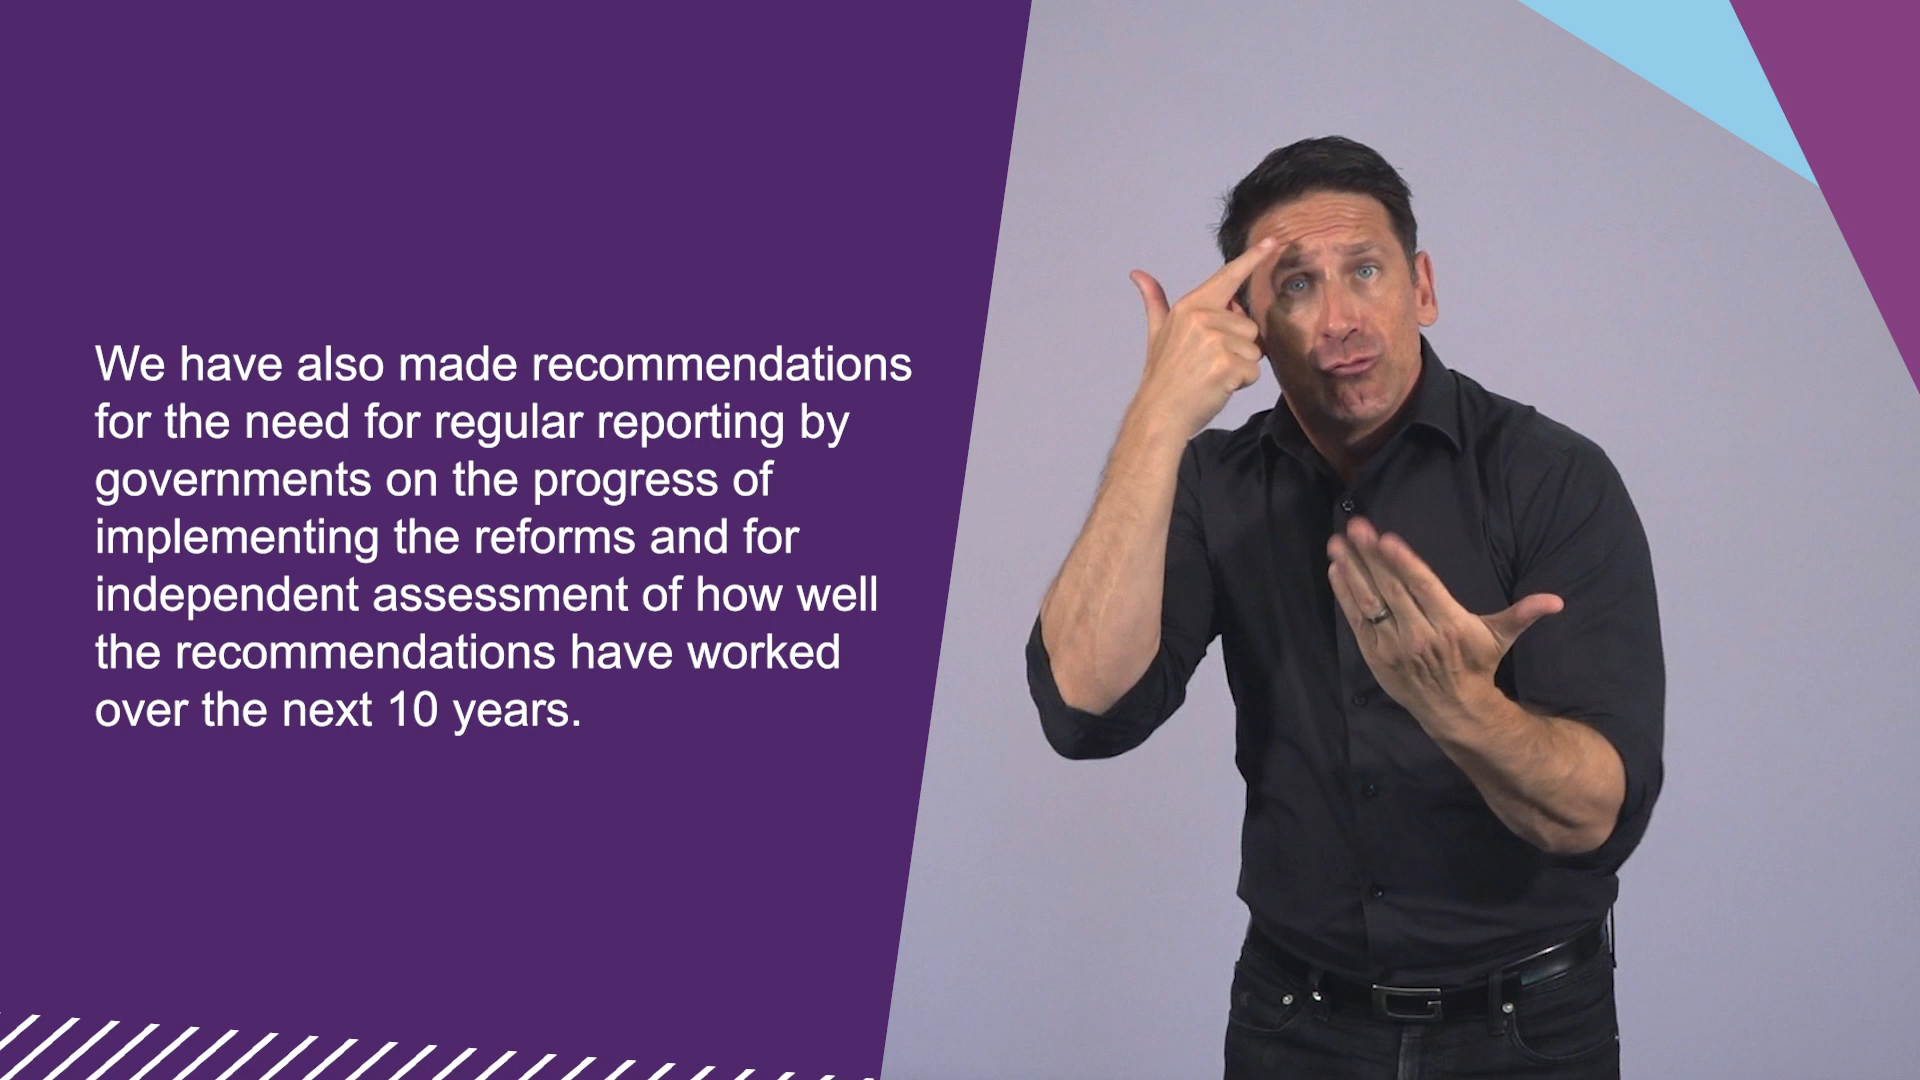 We have also made recommendations
for the need for regular reporting by
governments on the progress of
implementing the reforms and for
independent assessment of how well
the recommendations have worked
over the next 10 years.